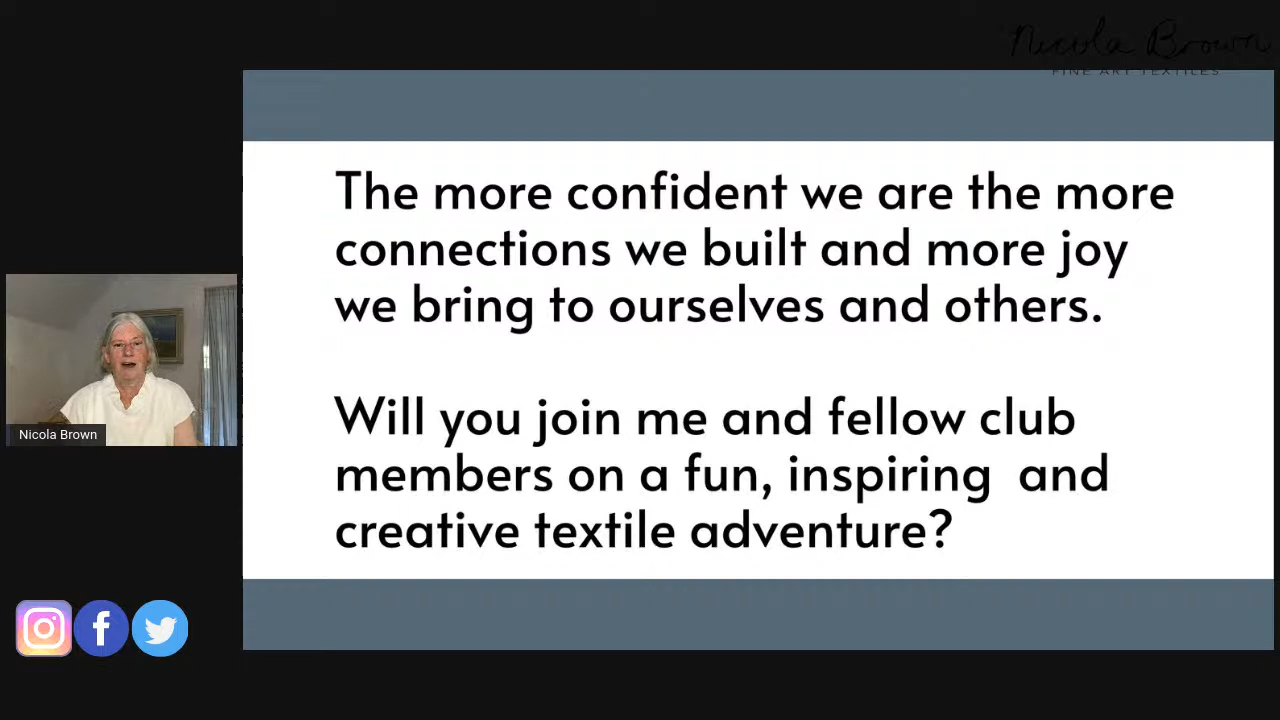 Nicola Brown
FINE ART TEXTILES
The more confident we are the more
connections we built and more joy
we bring to ourselves and others.
Will you join me and fellow club
members on a fun, inspiring  and
creative textile adventure?
Nicola Brown